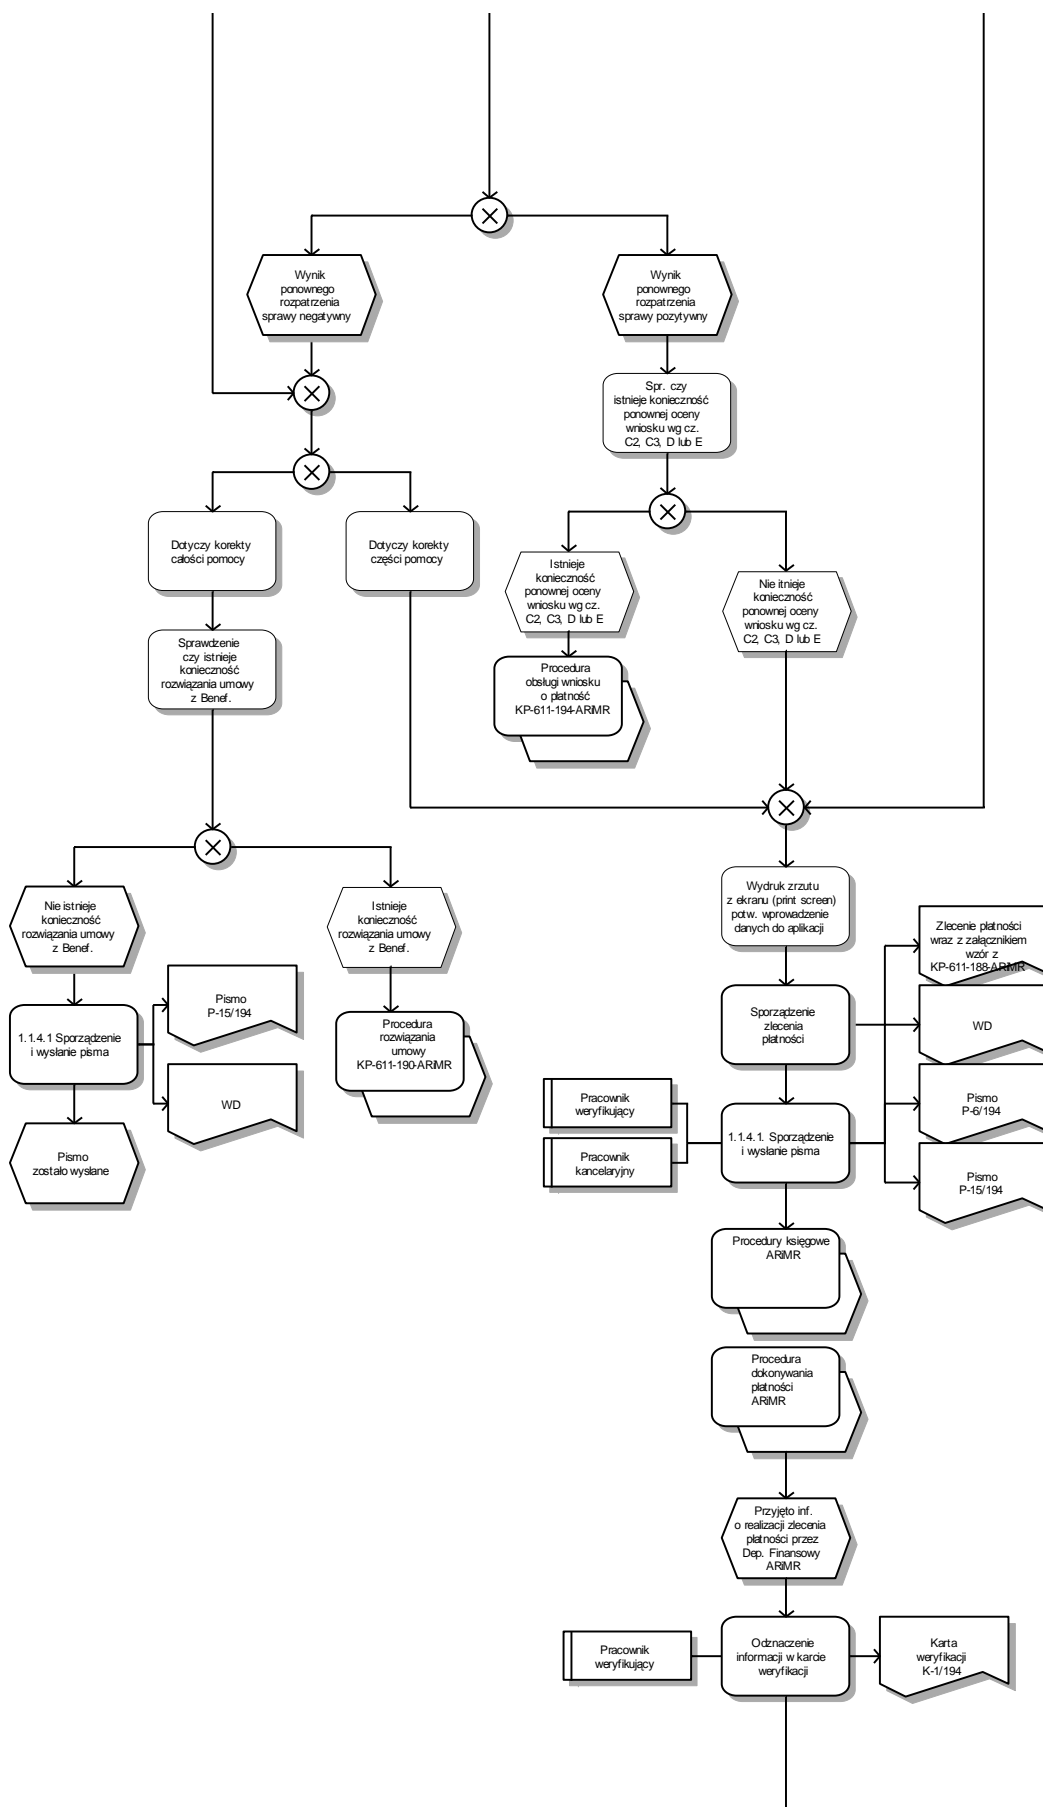 Wynik
ponownego
rozpatrzenia
sprawy negatywny
Wynik
ponownego
rozpatrzenia
sprawy pozytywny
Spr. czy
istnieje konieczność
ponownej oceny
wniosku wg cz.
C2, C3, D lub E
Dotyczy korekty
całości pomocy
Dotyczy korekty
części pomocy
Istnieje
konieczność
ponownej oceny
wniosku wg cz.
C2, C3, D lub E
Nie itnieje
konieczność
ponownej oceny
wniosku wg cz.
C2, C3, D lub E
Sprawdzenie
czy istnieje
konieczność
rozwiązania umowy
z Benef.
Procedura
obsługi wniosku
o płatność
KP-611-194-ARiMR
Nie istnieje
konieczność
rozwiązania umowy
z Benef.
Istnieje
konieczność
rozwiązania umowy
z Benef.
Wydruk zrzutu
z ekranu (print screen)
potw. wprowadzenie
danych do aplikacji
Zlecenie płatności
wraz z załącznikiem
wzór z
KP-611-188-ARiMR
Pismo
P-15/194
1.1.4.1 Sporządzenie
i wysłanie pisma
Procedura
rozwiązania
umowy
KP-611-190-ARiMR
Sporządzenie
zlecenia
płatności
WD
WD
Pracownik
weryfikujący
Pismo
P-6/194
Pismo
zostało wysłane
Pracownik
kancelaryjny
1.1.4.1. Sporządzenie
i wysłanie pisma
Pismo
P-15/194
Procedury księgowe
ARiMR
Procedura
dokonywania
płatności
ARiMR
Przyjęto inf.
o realizacji zlecenia
płatności przez
Dep. Finansowy
ARiMR
Pracownik
weryfikujący
Odznaczenie
informacji w karcie
weryfikacji
Karta
weryfikacji
K-1/194